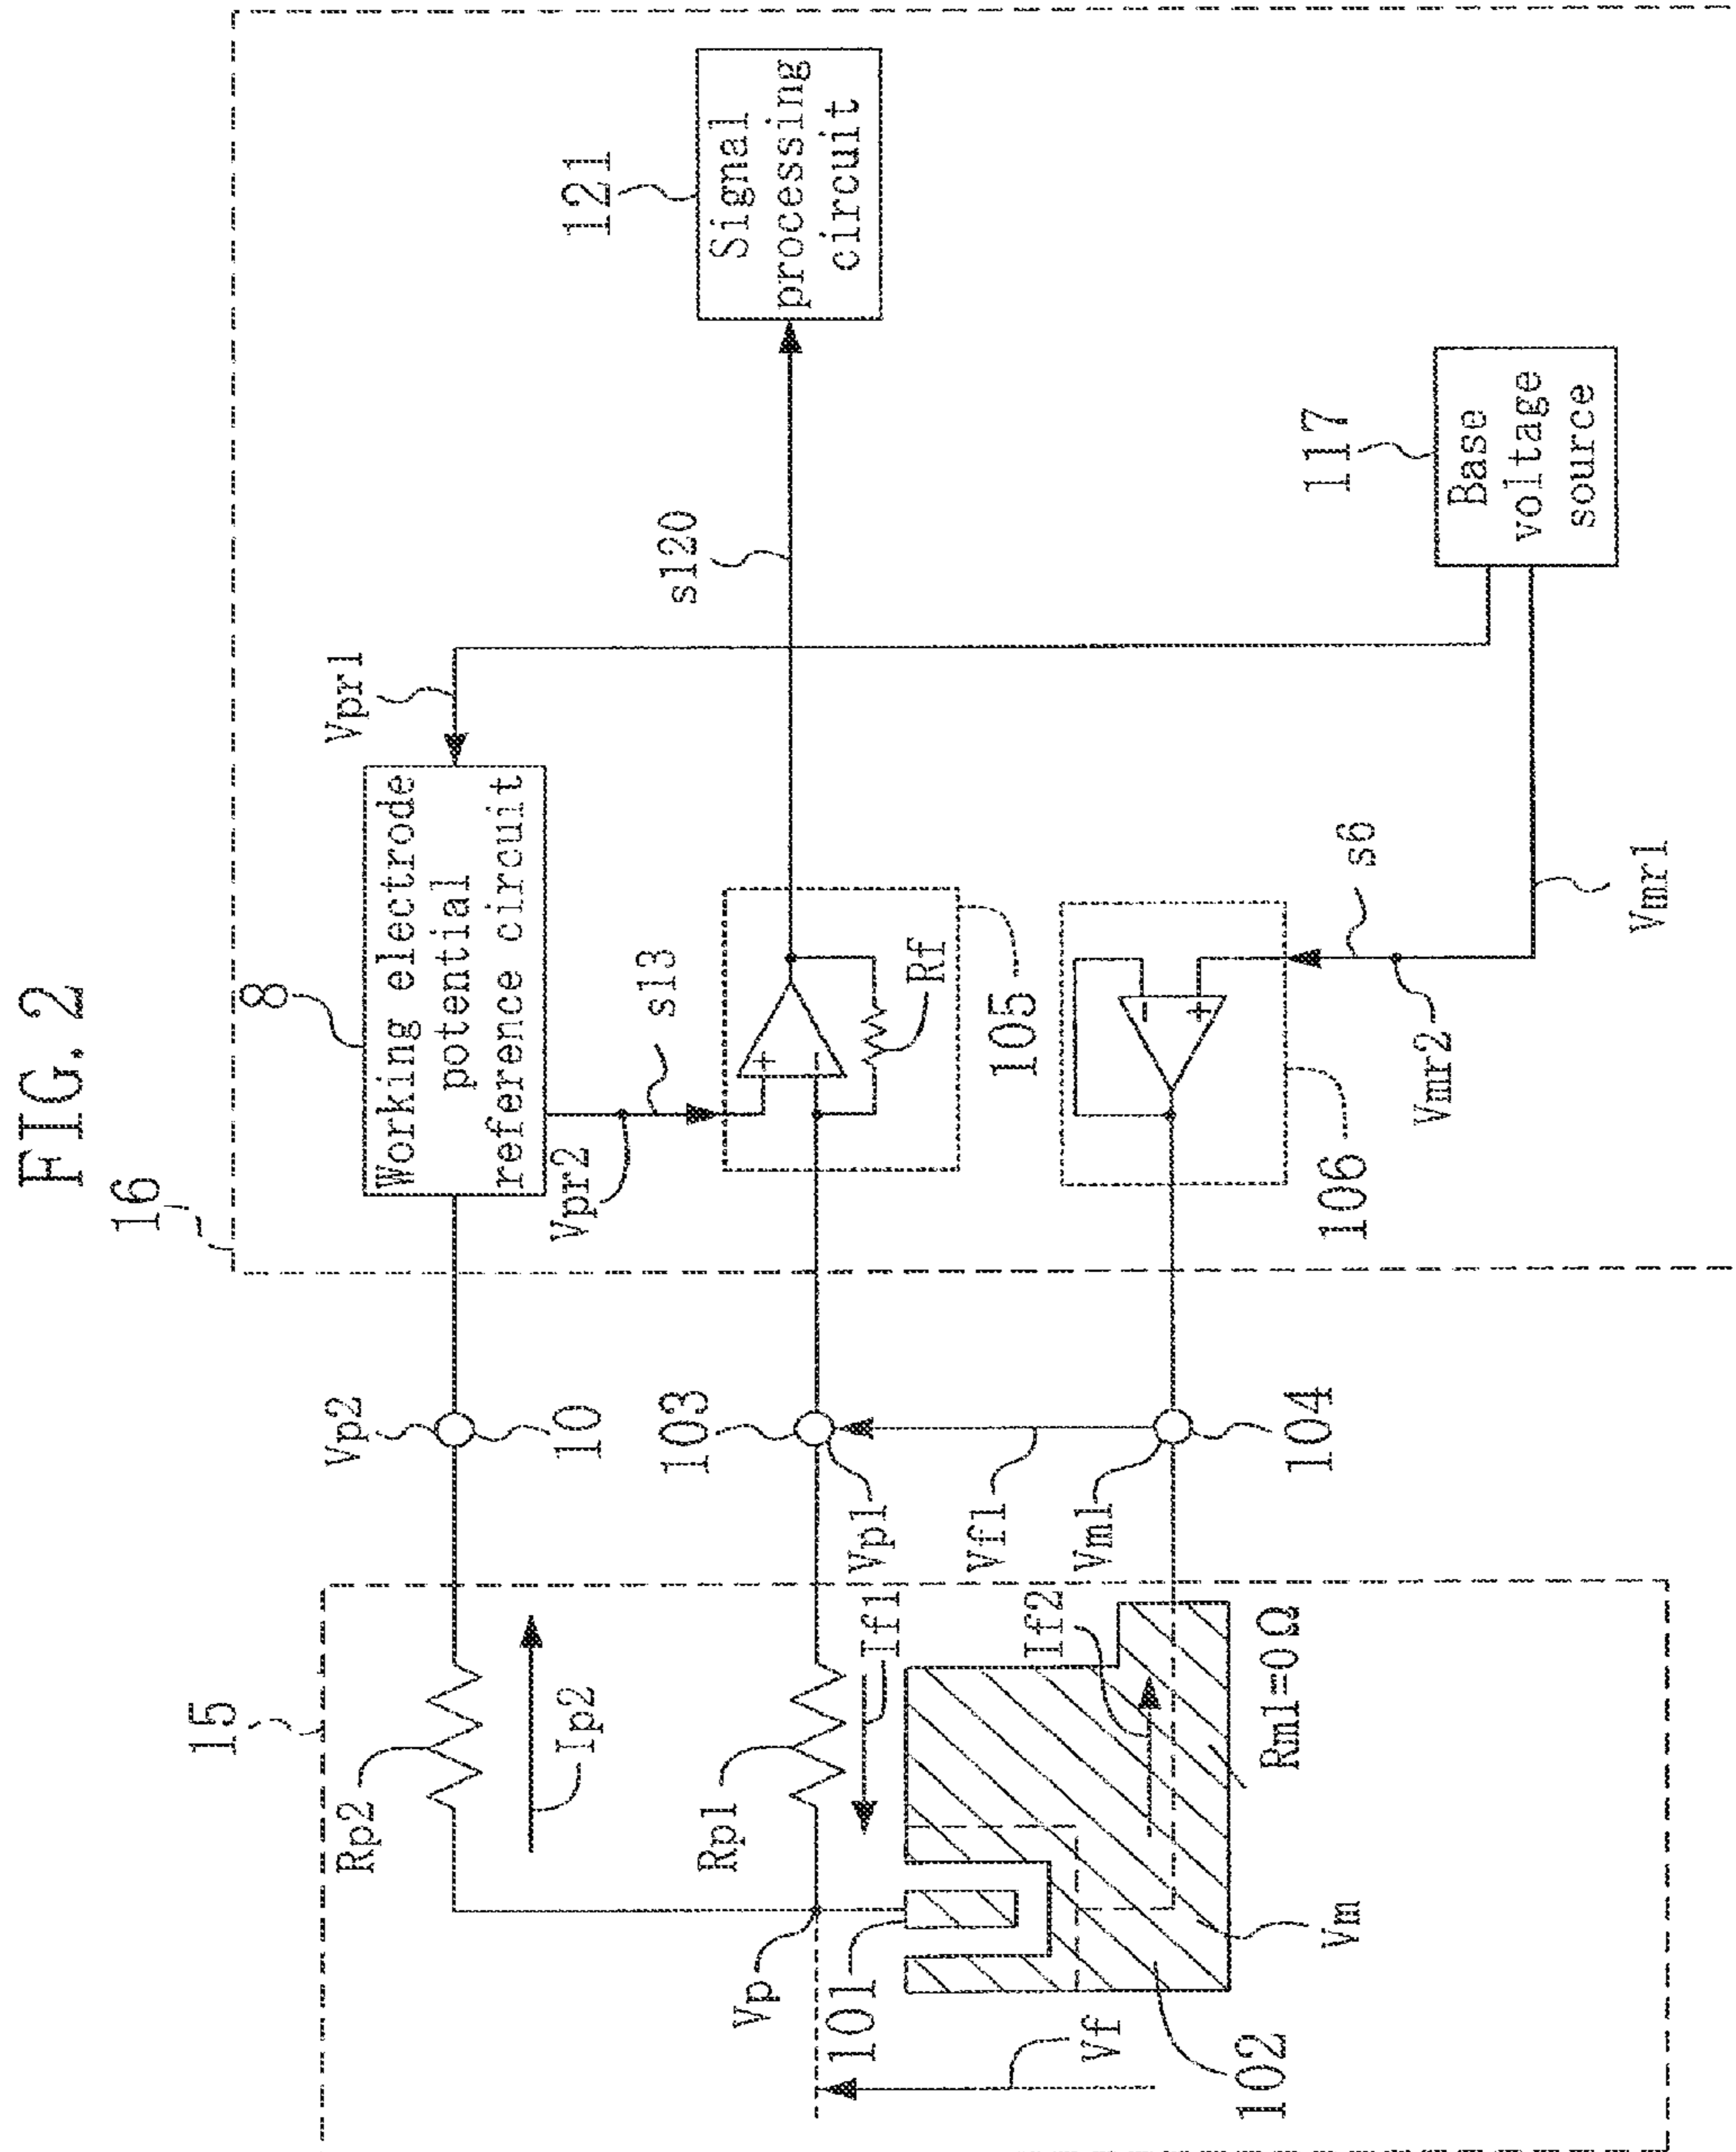 FIG. 2
15
16
Rp2
Ip2
Vp2
10
8
Working electrode
potential
reference circuit
Vpr1
Vpr2
s13
Vp
101
Rp1
If1
103
Vp1
105
Rf
s120
121
Signal
processing
circuit
Vf
102
Vm
If2
Rm1=0Ω
Vf1
Vm1
104
106
s6
Vmr2
Vmr1
117
Base
voltage
source
+
−
−
+